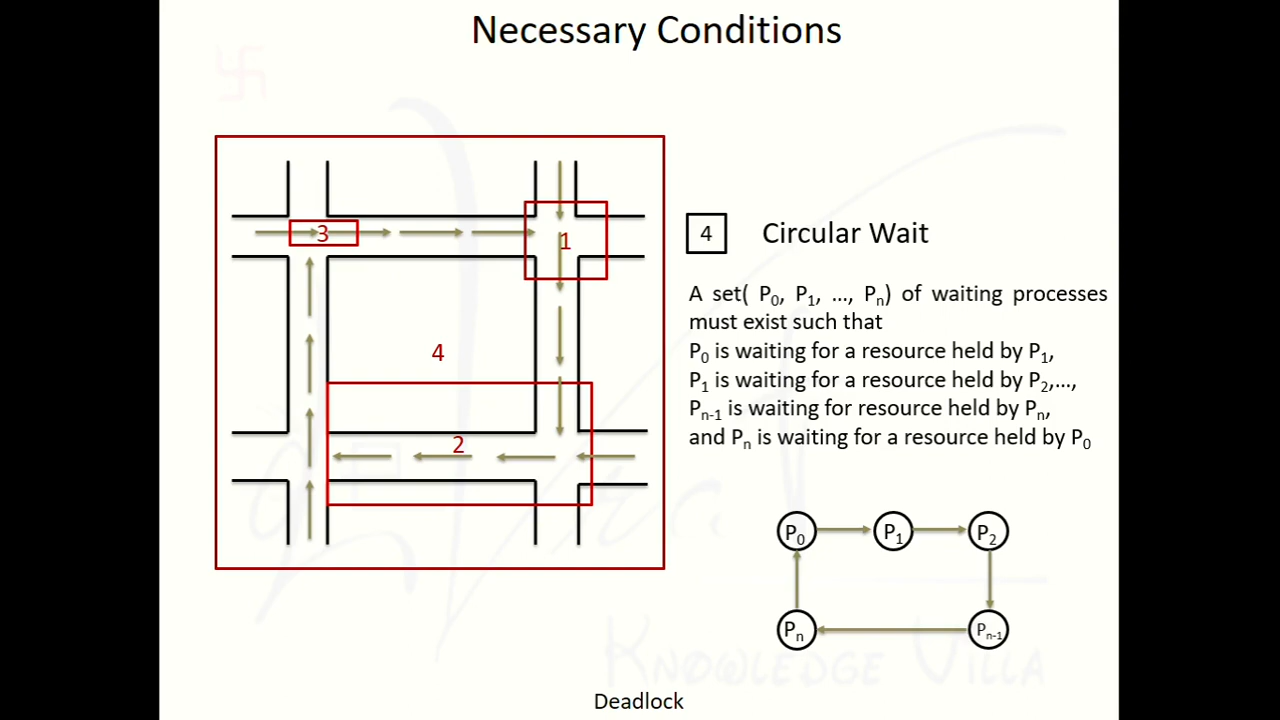 Necessary Conditions
3
1
4
2
4 Circular Wait
A set( P₀, P₁, ..., Pₙ) of waiting processes
must exist such that
P₀ is waiting for a resource held by P₁,
P₁ is waiting for a resource held by P₂,...,
Pₙ₋₁ is waiting for resource held by Pₙ,
and Pₙ is waiting for a resource held by P₀
P₀ P₁ P₂
Pₙ Pₙ₋₁
KNOWLEDGE VILLA
Deadlock